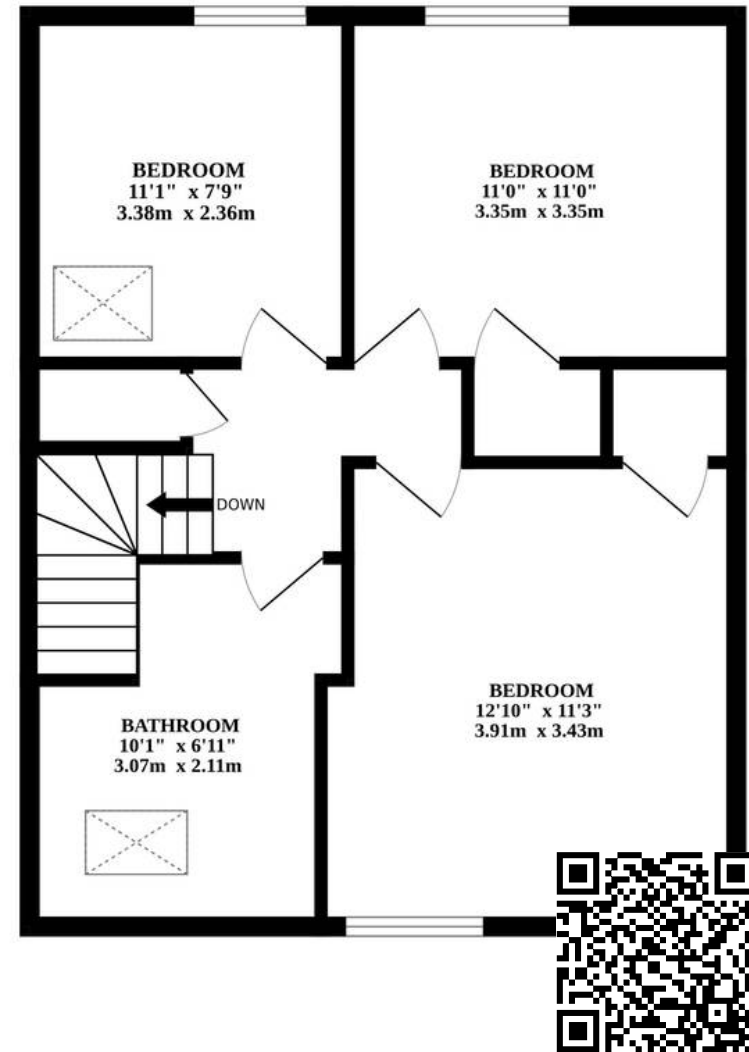 BEDROOM
11'1" x 7'9"
3.38m x 2.36m
BEDROOM
11'0" x 11'0"
3.35m x 3.35m
DOWN
BEDROOM
12'10" x 11'3"
3.91m x 3.43m
BATHROOM
10'1" x 6'11"
3.07m x 2.11m